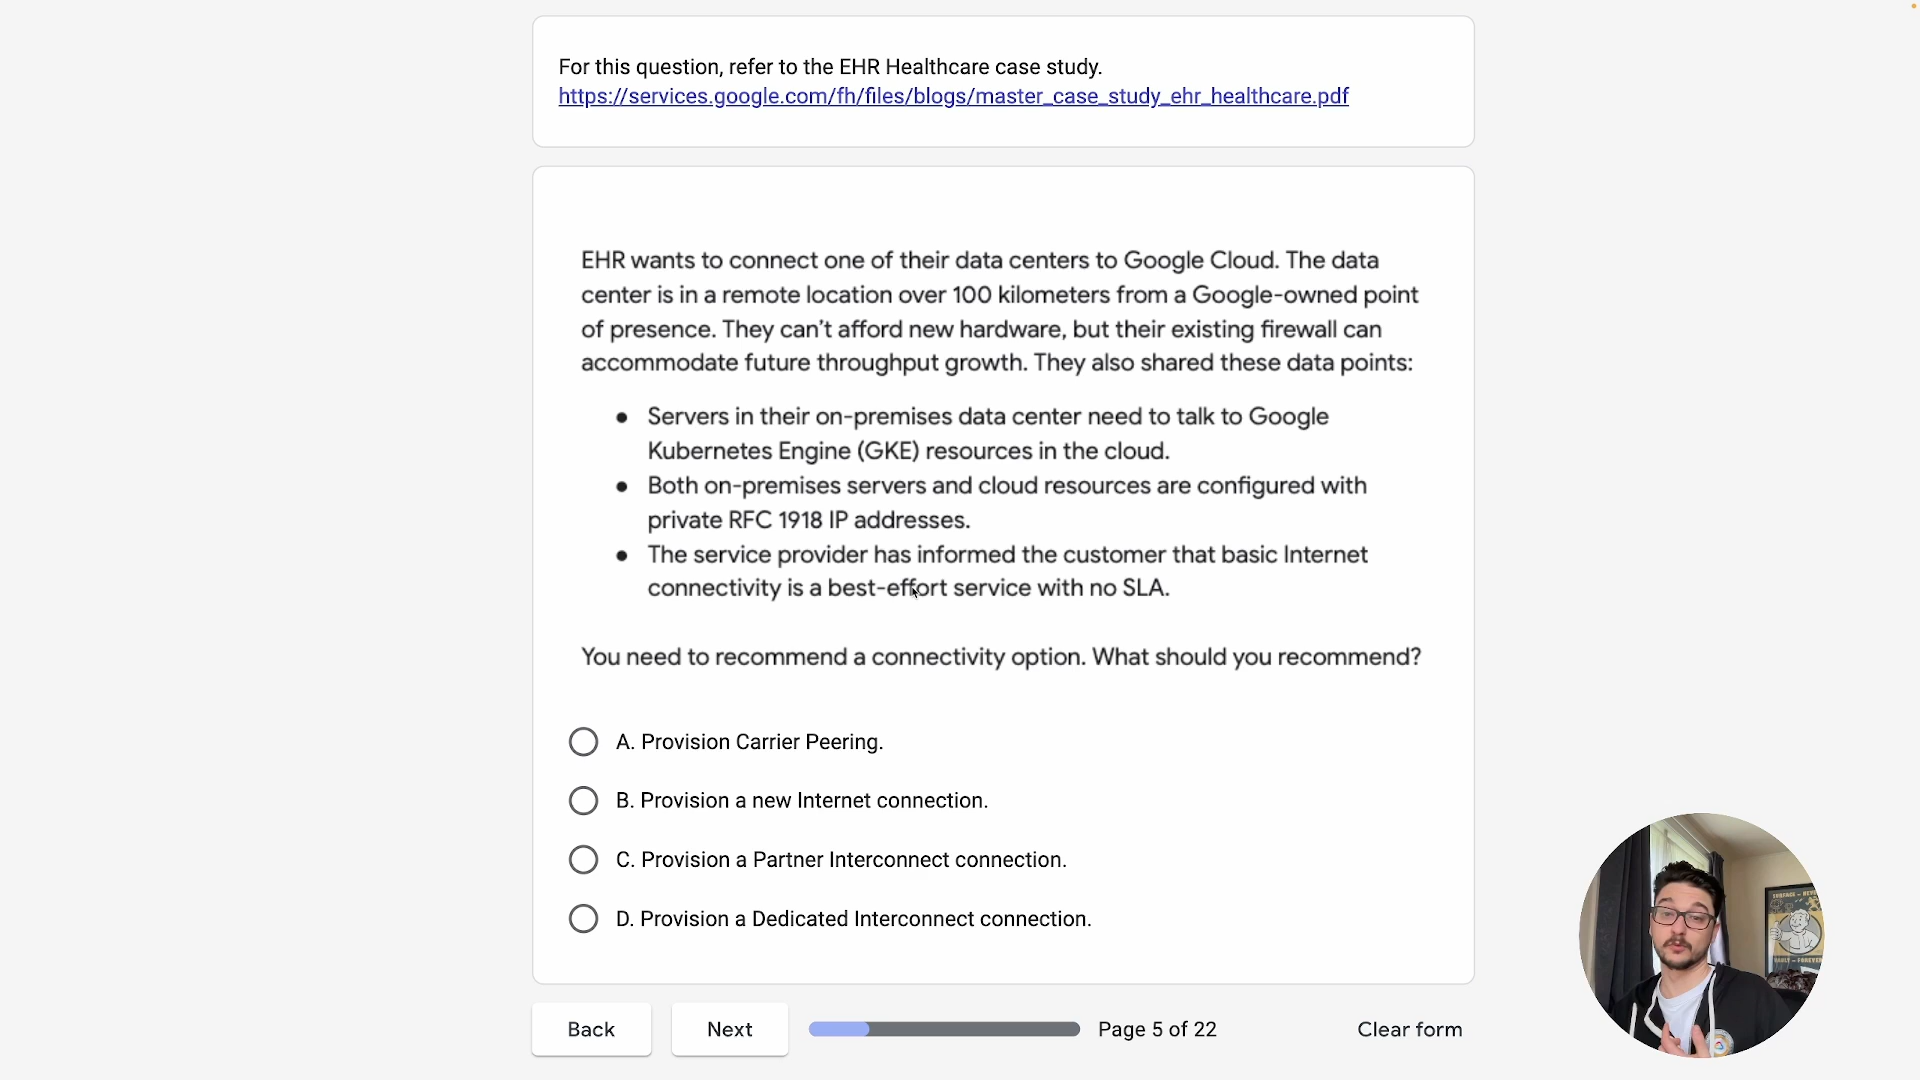 For this question, refer to the EHR Healthcare case study.
https://services.google.com/fh/files/blogs/master_case_study_ehr_healthcare.pdf
EHR wants to connect one of their data centers to Google Cloud. The data
center is in a remote location over 100 kilometers from a Google-owned point
of presence. They can't afford new hardware, but their existing firewall can
accommodate future throughput growth. They also shared these data points:
● Servers in their on-premises data center need to talk to Google
Kubernetes Engine (GKE) resources in the cloud.
● Both on-premises servers and cloud resources are configured with
private RFC 1918 IP addresses.
● The service provider has informed the customer that basic Internet
connectivity is a best-effort service with no SLA.
You need to recommend a connectivity option. What should you recommend?
A. Provision Carrier Peering.
B. Provision a new Internet connection.
C. Provision a Partner Interconnect connection.
D. Provision a Dedicated Interconnect connection.
Back
Next
Page 5 of 22
Clear form